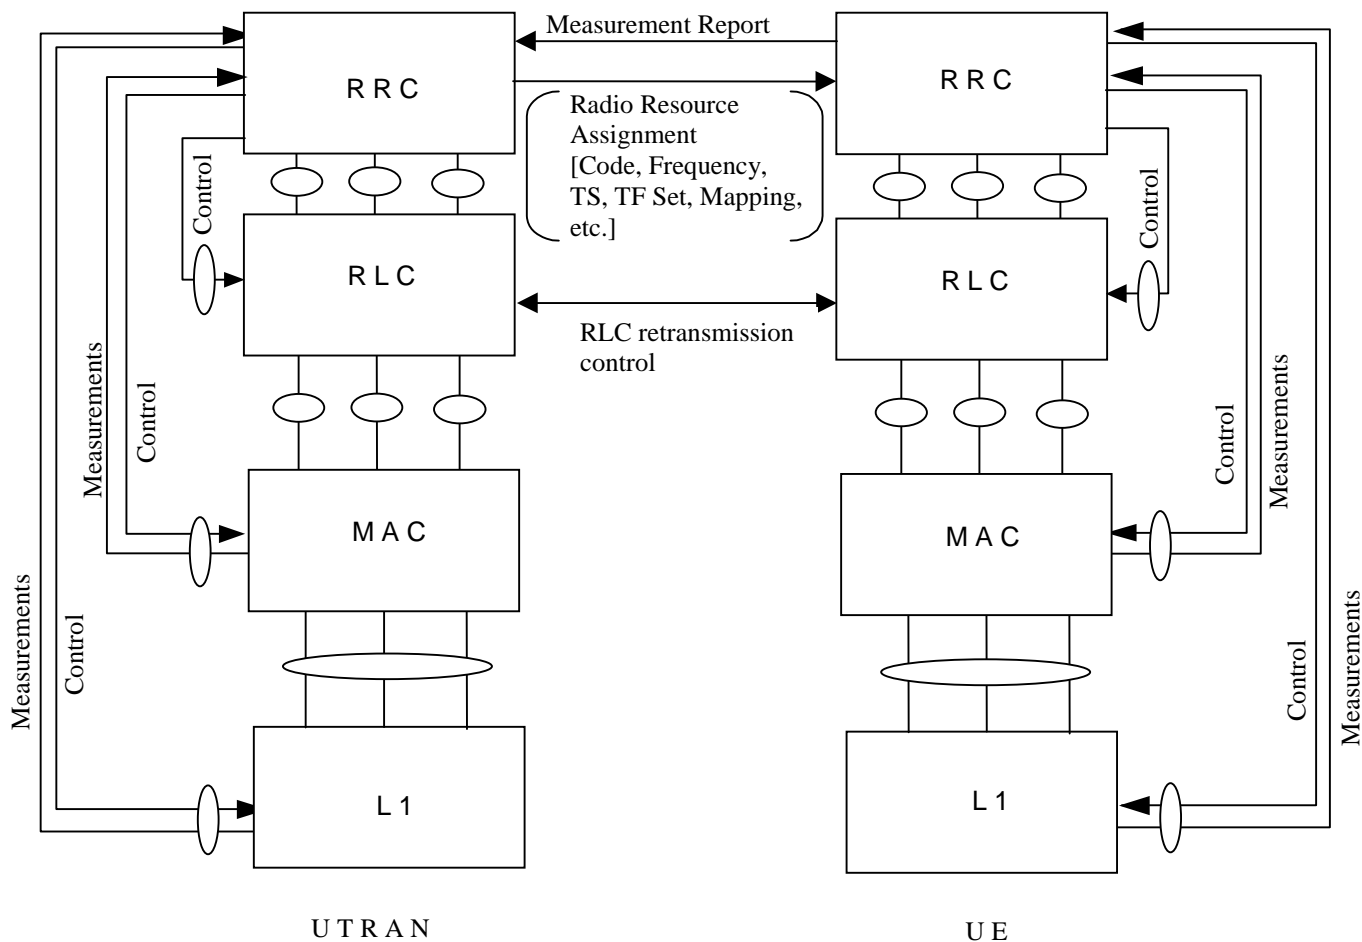 Measurement Report
R R C
R R C
Radio Resource
Assignment
[Code, Frequency,
TS, TF Set, Mapping,
etc.]
Control
Control
R L C
R L C
RLC retransmission
control
Measurements
Control
Control
Measurements
M A C
M A C
Measurements
Control
Control
Measurements
L 1
L 1
U T R A N
U E